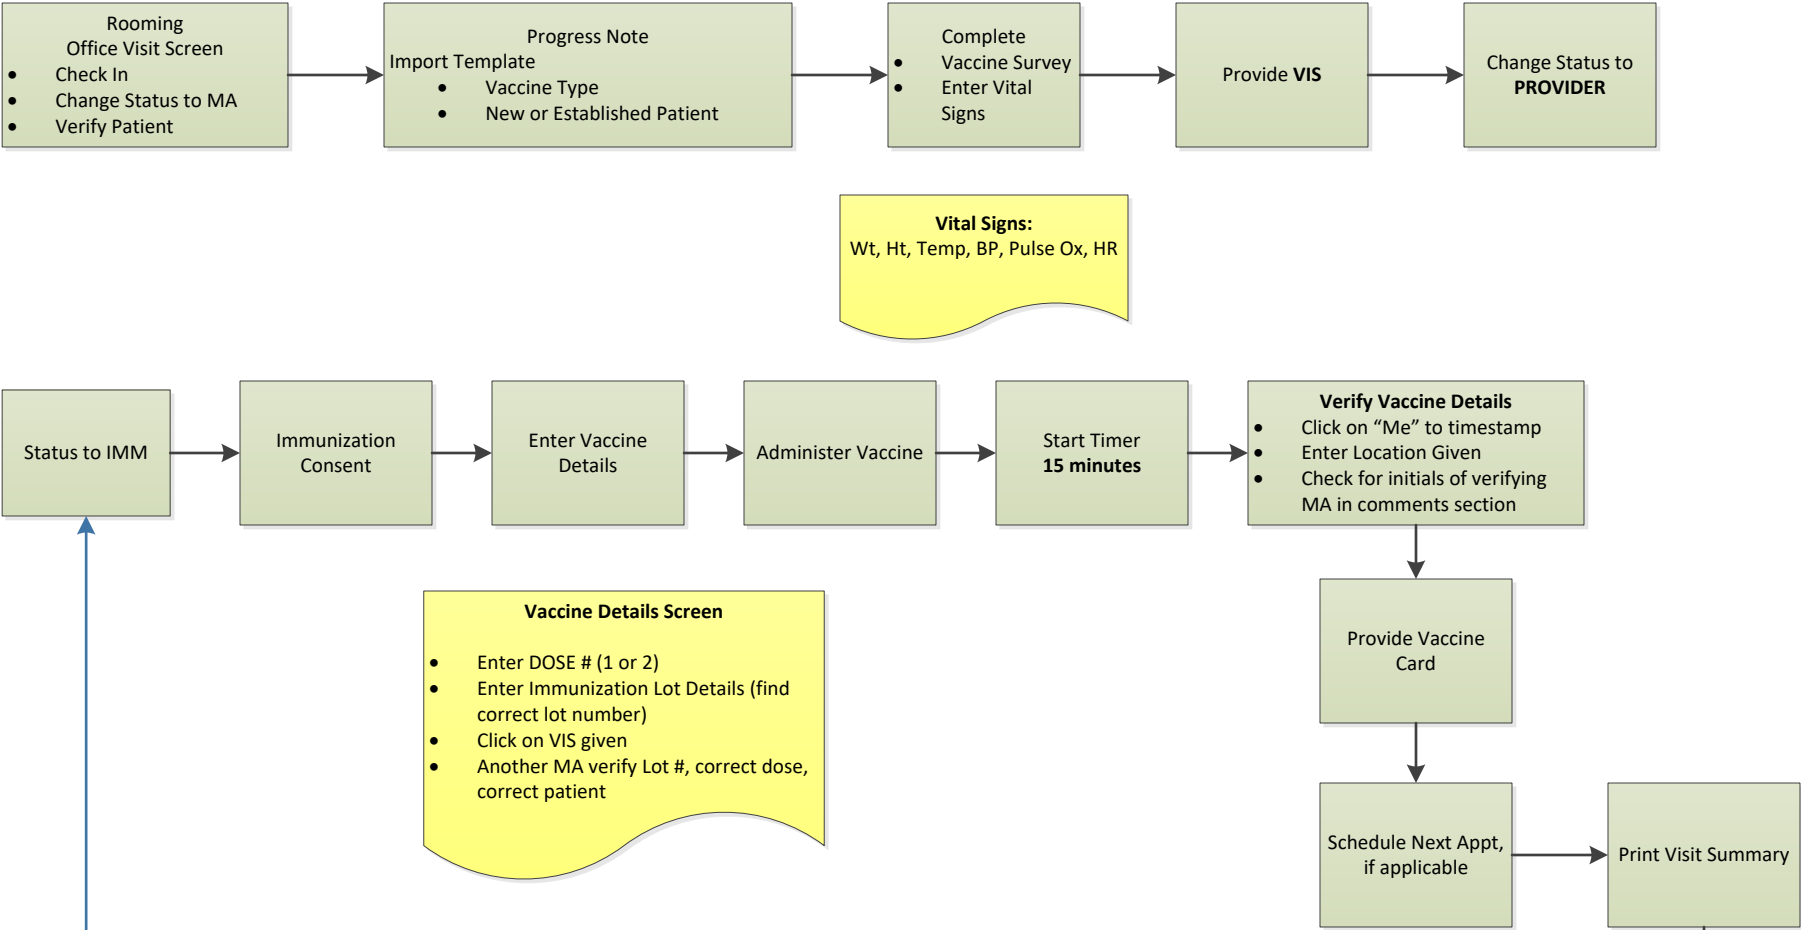 Rooming
Office Visit Screen
• Check In
• Change Status to MA
• Verify Patient
Progress Note
Import Template
• Vaccine Type
• New or Established Patient
Complete
• Vaccine Survey
• Enter Vital
Signs
Provide VIS
Change Status to
PROVIDER
Vital Signs:
Wt, Ht, Temp, BP, Pulse Ox, HR
Status to IMM
Immunization
Consent
Enter Vaccine
Details
Administer Vaccine
Start Timer
15 minutes
Verify Vaccine Details
• Click on “Me” to timestamp
• Enter Location Given
• Check for initials of verifying
MA in comments section
Vaccine Details Screen
• Enter DOSE # (1 or 2)
• Enter Immunization Lot Details (find
correct lot number)
• Click on VIS given
• Another MA verify Lot #, correct dose,
correct patient
Provide Vaccine
Card
Schedule Next Appt,
if applicable
Print Visit Summary